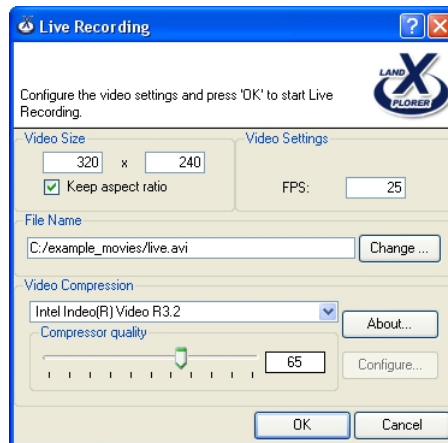 Live Recording
Configure the video settings and press 'OK' to start Live
Recording.
LAND
X
PLORER
Video Size
320 x 240
Keep aspect ratio
Video Settings
FPS: 25
File Name
C:/example_movies/live.avi
Change ...
Video Compression
Intel Indeo(R) Video R3.2
About...
Compressor quality
65
Configure...
OK
Cancel